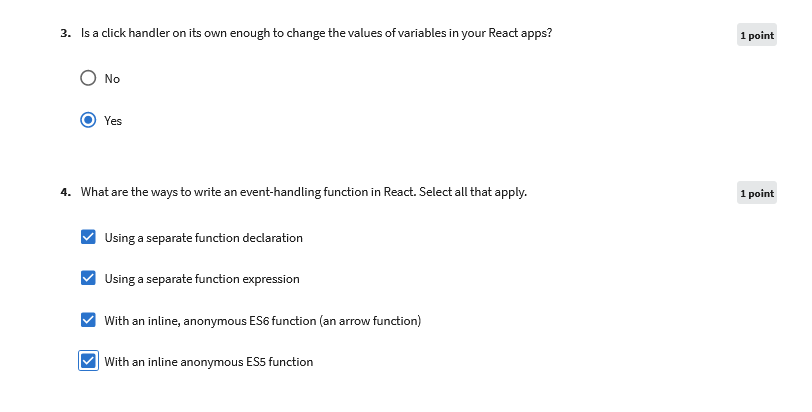 3. Is a click handler on its own enough to change the values of variables in your React apps?
1 point
No
Yes
4. What are the ways to write an event-handling function in React. Select all that apply.
1 point
Using a separate function declaration
Using a separate function expression
With an inline, anonymous ES6 function (an arrow function)
With an inline anonymous ES5 function